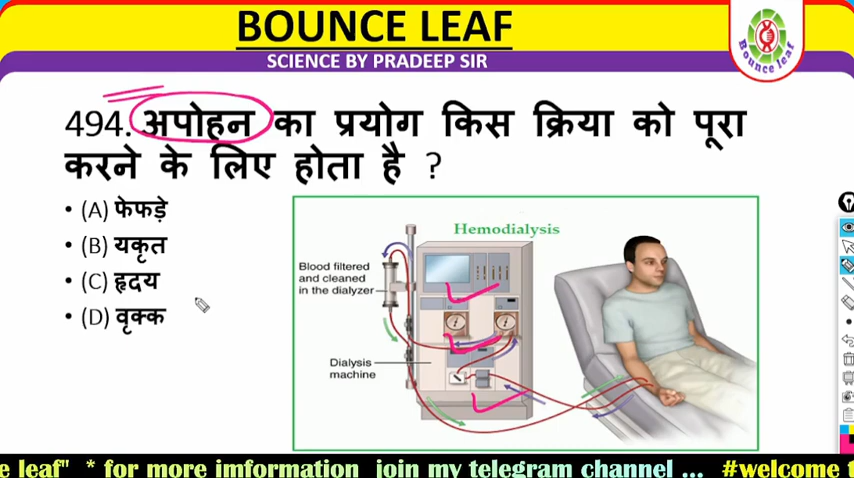 BOUNCE LEAF
SCIENCE BY PRADEEP SIR
Bounce leaf
494. अपोहन का प्रयोग किस क्रिया को पूरा
करने के लिए होता है ?
• (A) फेफड़े
• (B) यकृत
• (C) हृदय
• (D) वृक्क
Hemodialysis
Blood filtered
and cleaned
in the dialyzer
Dialysis
machine
e leaf" * for more imformation join my telegram channel ... #welcome t